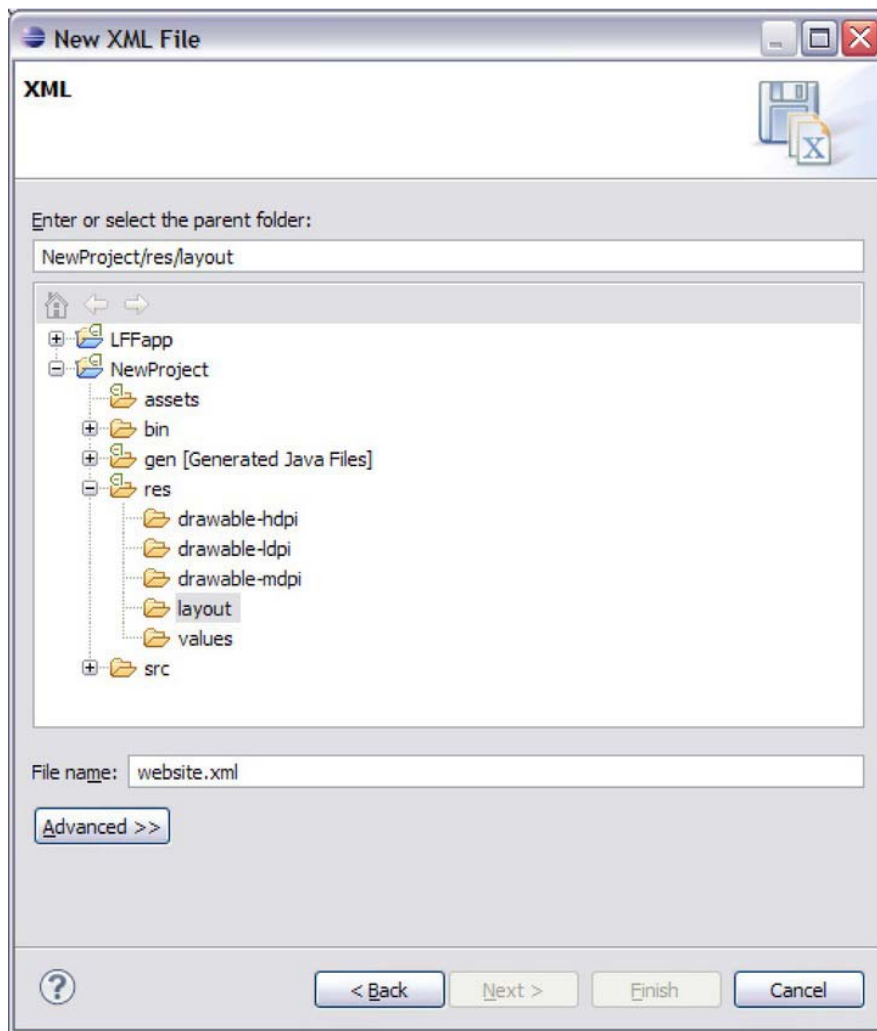 New XML File
XML
Enter or select the parent folder:
NewProject/res/layout
LFFapp
NewProject
assets
bin
gen [Generated Java Files]
res
drawable-hdpi
drawable-ldpi
drawable-mdpi
layout
values
src
File name: website.xml
Advanced >>
? < Back Next > Finish Cancel